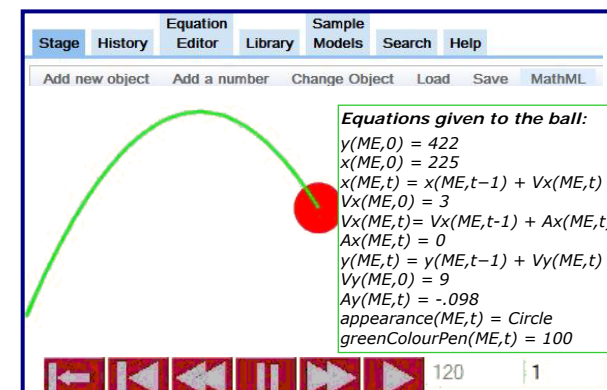 Stage History Equation Editor Library Sample Models Search Help
Add new object Add a number Change Object Load Save MathML
Equations given to the ball:
y(ME,0) = 422
x(ME,0) = 225
x(ME,t) = x(ME,t−1) + Vx(ME,t)
Vx(ME,0) = 3
Vx(ME,t)= Vx(ME,t-1) + Ax(ME,t)
Ax(ME,t) = 0
y(ME,t) = y(ME,t−1) + Vy(ME,t)
Vy(ME,0) = 9
Ay(ME,t) = -.098
appearance(ME,t) = Circle
greenColourPen(ME,t) = 100
120 1